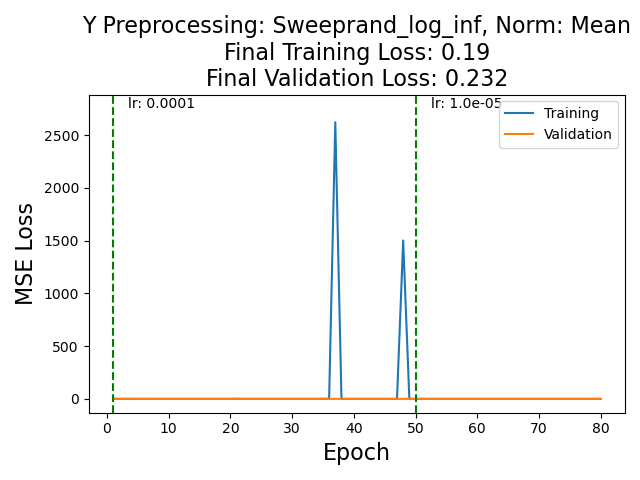 Y Preprocessing: Sweeprand_log_inf, Norm: Mean
Final Training Loss: 0.19
Final Validation Loss: 0.232
lr: 0.0001
lr: 1.0e-05
Training
Validation
MSE Loss
2500
2000
1500
1000
500
0
0 10 20 30 40 50 60 70 80
Epoch